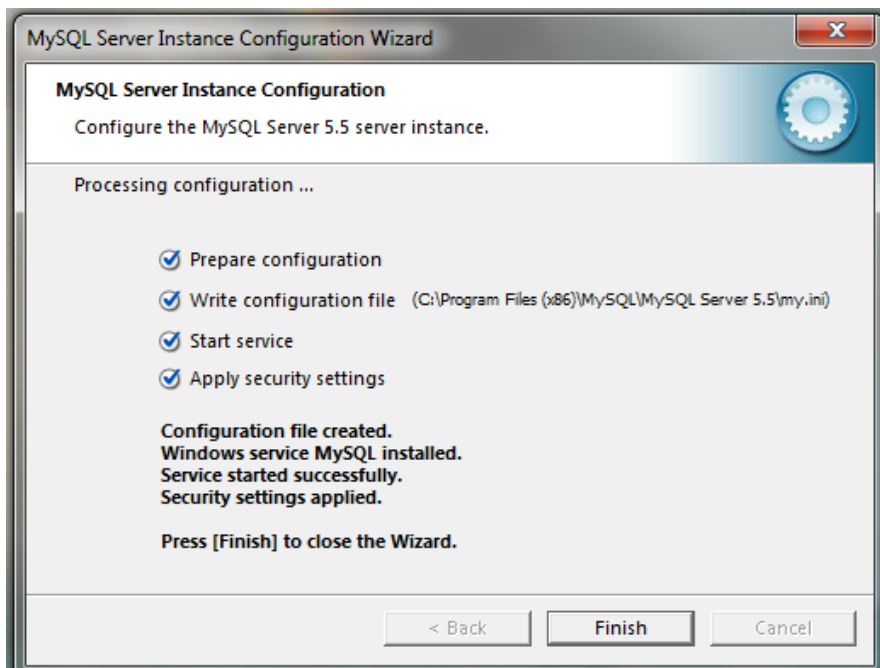 MySQL Server Instance Configuration Wizard
MySQL Server Instance Configuration
Configure the MySQL Server 5.5 server instance.
Processing configuration ...
Prepare configuration
Write configuration file (C:\Program Files (x86)\MySQL\MySQL Server 5.5\my.ini)
Start service
Apply security settings
Configuration file created.
Windows service MySQL installed.
Service started successfully.
Security settings applied.
Press [Finish] to close the Wizard.
< Back Finish Cancel